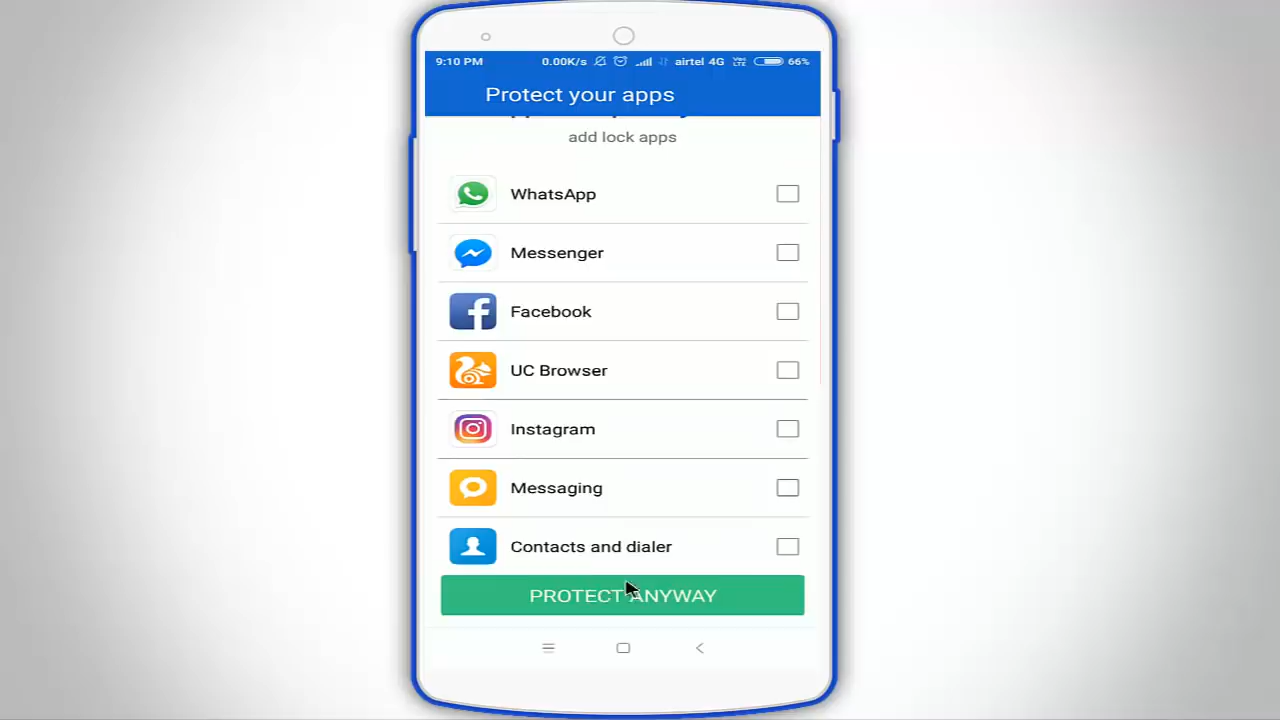 9:10 PM 0.00K/s airtel 4G VoLTE 66%
Protect your apps
add lock apps
WhatsApp
Messenger
Facebook
UC Browser
Instagram
Messaging
Contacts and dialer
PROTECT ANYWAY